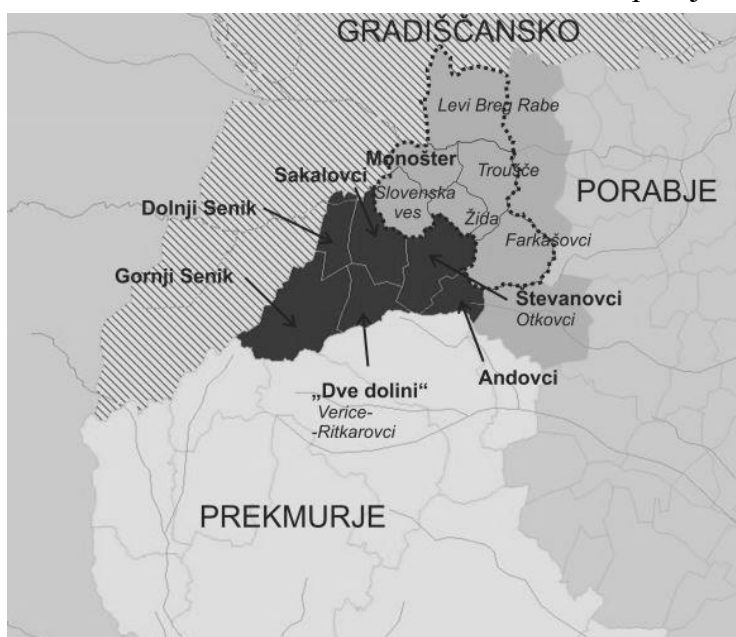 GRADIŠČANSKO
Levi Breg Rabe
Monošter
Sakalovci
Troušče
Slovenska
ves
PORABJE
Dolnji Senik
Žida
Farkašovci
Gornji Senik
Števanovci
Otkovci
Andovci
„Dve dolini“
Verice-
-Ritkarovci
PREKMURJE